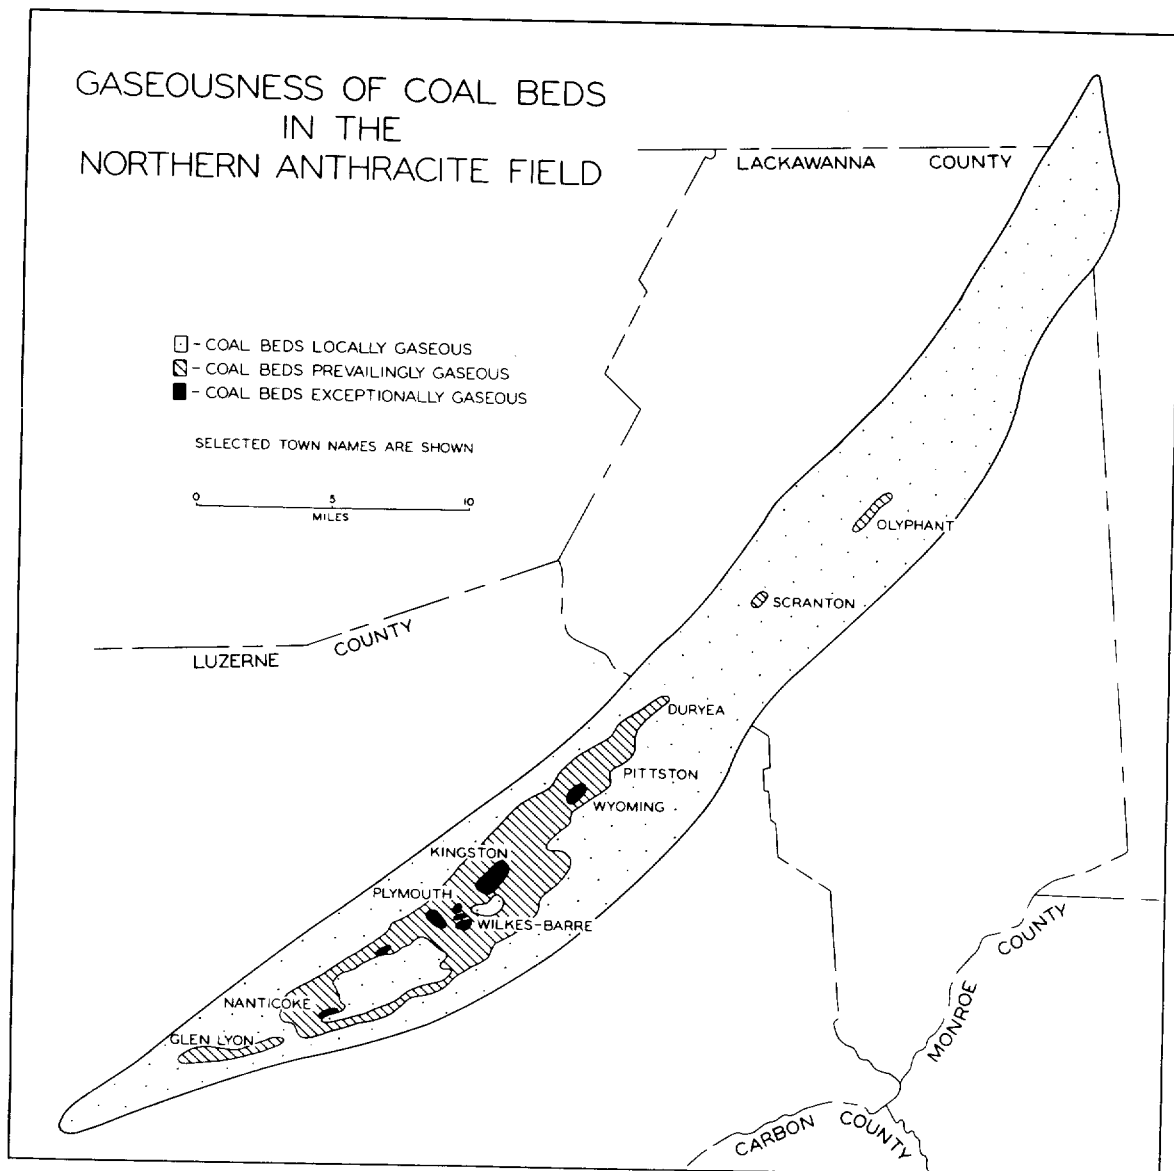 GASEOUSNESS OF COAL BEDS
IN THE
NORTHERN ANTHRACITE FIELD
LACKAWANNA COUNTY
- COAL BEDS LOCALLY GASEOUS
- COAL BEDS PREVAILINGLY GASEOUS
- COAL BEDS EXCEPTIONALLY GASEOUS
SELECTED TOWN NAMES ARE SHOWN
0 5 10
MILES
OLYPHANT
SCRANTON
LUZERNE COUNTY
DURYEA
PITTSTON
WYOMING
KINGSTON
PLYMOUTH
WILKES-BARRE
NANTICOKE
GLEN LYON
MONROE COUNTY
CARBON COUNTY